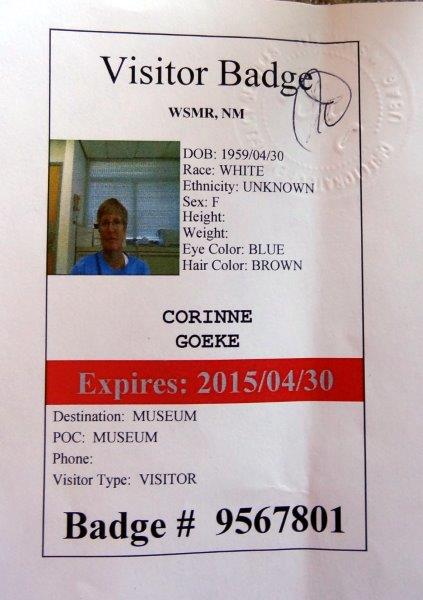 Visitor Badge
WSMR, NM
DOB: 1959/04/30
Race: WHITE
Ethnicity: UNKNOWN
Sex: F
Height:
Weight:
Eye Color: BLUE
Hair Color: BROWN
CORINNE
GOEKE
Expires: 2015/04/30
Destination: MUSEUM
POC: MUSEUM
Phone:
Visitor Type: VISITOR
Badge # 9567801